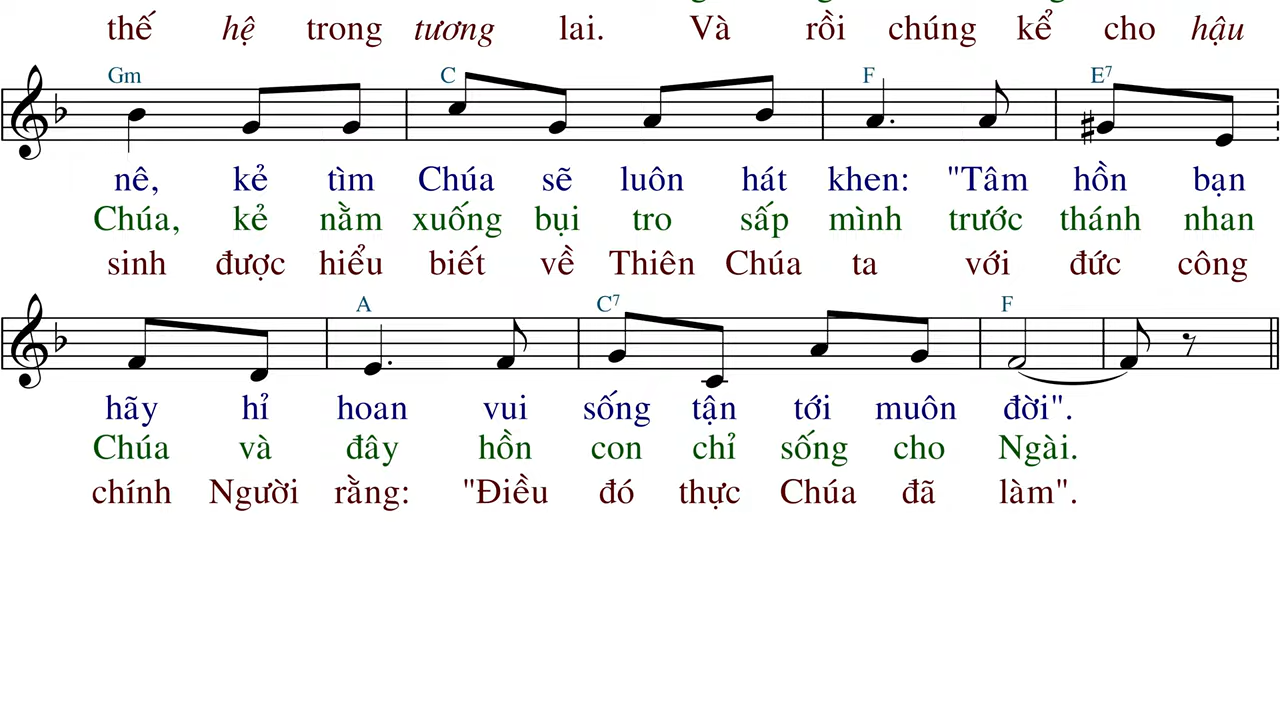 thế hệ trong tương lai. Và rồi chúng kể cho hậu
Gm C F E7
nê, kẻ tìm Chúa sẽ luôn hát khen: "Tâm hồn bạn
Chúa, kẻ nằm xuống bụi tro sấp mình trước thánh nhan
sinh được hiểu biết về Thiên Chúa ta với đức công
A C7 F
hãy hỉ hoan vui sống tận tới muôn đời".
Chúa và đây hồn con chỉ sống cho Ngài.
chính Người rằng: "Điều đó thực Chúa đã làm".